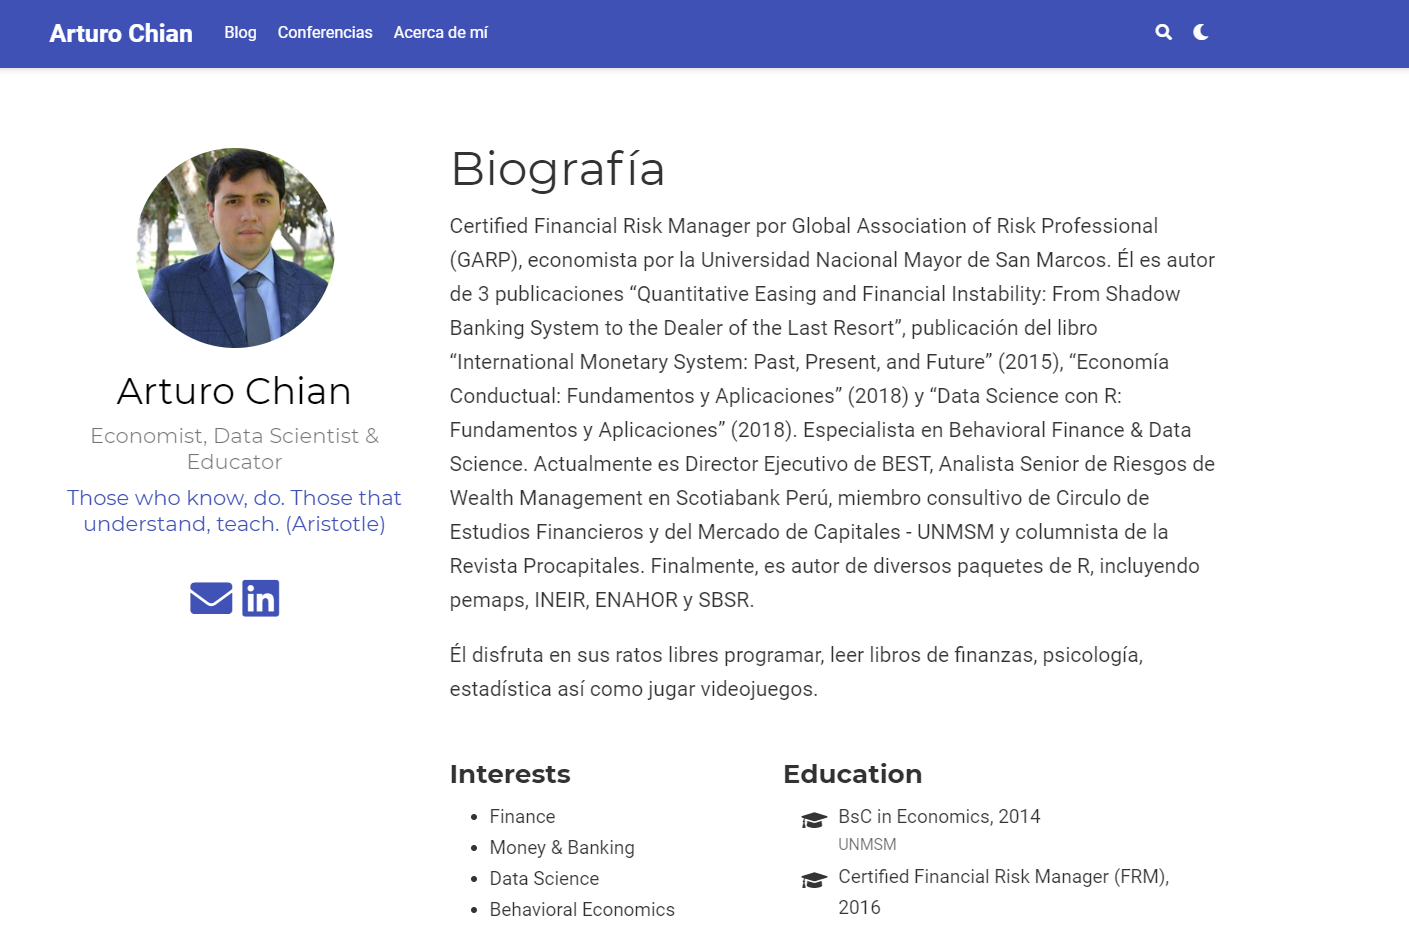 Arturo Chian Blog Conferencias Acerca de mí
Arturo Chian
Economist, Data Scientist &
Educator
Those who know, do. Those that
understand, teach. (Aristotle)
Biografía
Certified Financial Risk Manager por Global Association of Risk Professional
(GARP), economista por la Universidad Nacional Mayor de San Marcos. Él es autor
de 3 publicaciones “Quantitative Easing and Financial Instability: From Shadow
Banking System to the Dealer of the Last Resort”, publicación del libro
“International Monetary System: Past, Present, and Future” (2015), “Economía
Conductual: Fundamentos y Aplicaciones” (2018) y “Data Science con R:
Fundamentos y Aplicaciones” (2018). Especialista en Behavioral Finance & Data
Science. Actualmente es Director Ejecutivo de BEST, Analista Senior de Riesgos de
Wealth Management en Scotiabank Perú, miembro consultivo de Circulo de
Estudios Financieros y del Mercado de Capitales - UNMSM y columnista de la
Revista Procapitales. Finalmente, es autor de diversos paquetes de R, incluyendo
pemaps, INEIR, ENAHOR y SBSR.
Él disfruta en sus ratos libres programar, leer libros de finanzas, psicología,
estadística así como jugar videojuegos.
Interests
• Finance
• Money & Banking
• Data Science
• Behavioral Economics
Education
BsC in Economics, 2014
UNMSM
Certified Financial Risk Manager (FRM),
2016